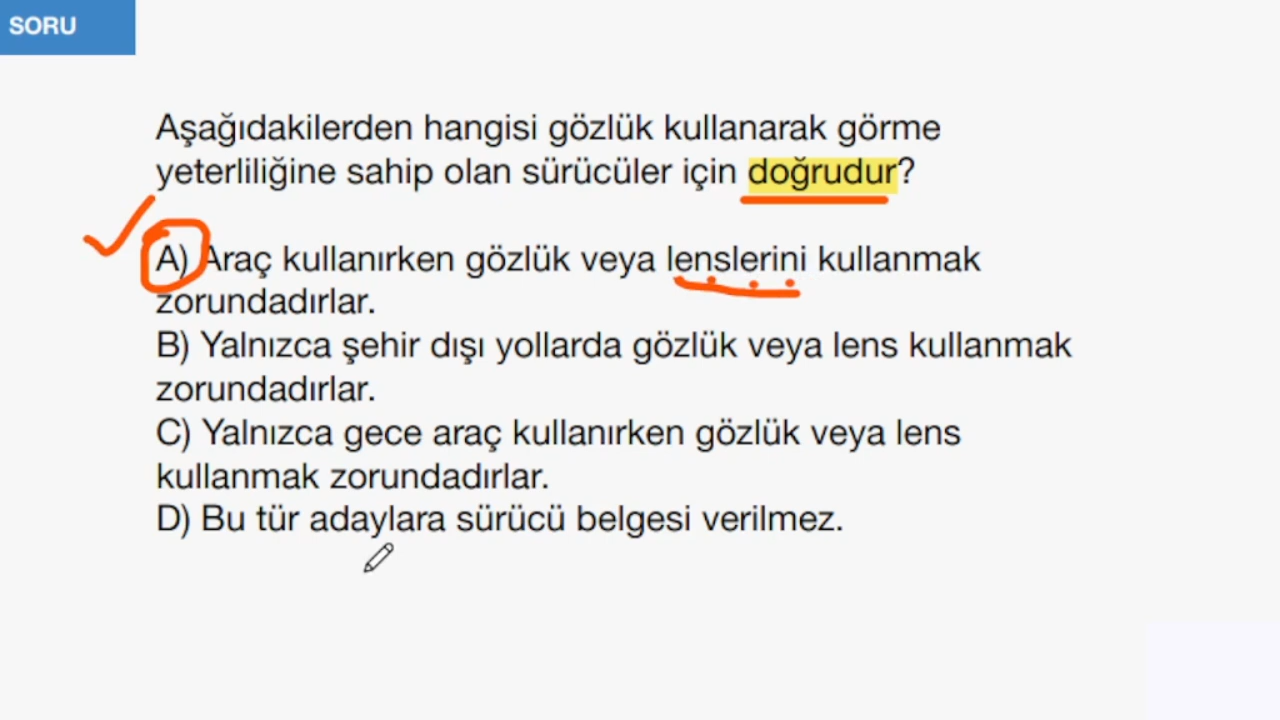 SORU
Aşağıdakilerden hangisi gözlük kullanarak görme
yeterliliğine sahip olan sürücüler için doğrudur?
A) Araç kullanırken gözlük veya lenslerini kullanmak
zorundadırlar.
B) Yalnızca şehir dışı yollarda gözlük veya lens kullanmak
zorundadırlar.
C) Yalnızca gece araç kullanırken gözlük veya lens
kullanmak zorundadırlar.
D) Bu tür adaylara sürücü belgesi verilmez.